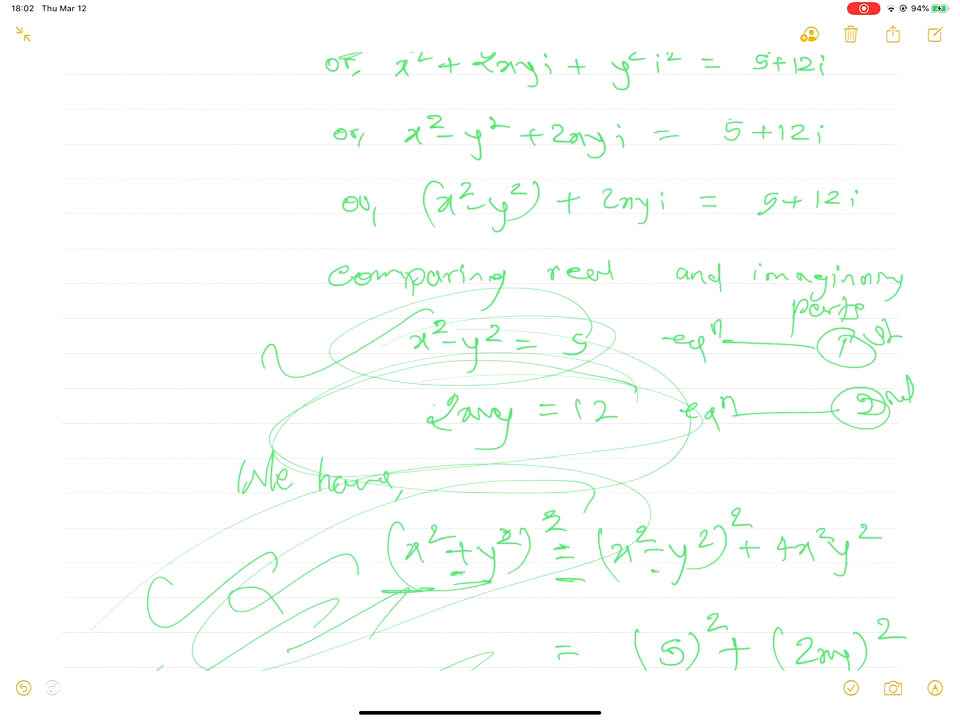 18:02 Thu Mar 12 94%
or, x² + 2xyi + y² i² = 5+12i
or, x² - y² + 2xyi = 5+12i
or, (x² - y²) + 2xyi = 5+12i
comparing real and imaginary
parts
x² - y² = 5 eqⁿ 1st
2xy = 12 eqⁿ 2nd
We have,
(x² + y²)² = (x² - y²)² + 4x²y²
= (5)² + (2xy)²